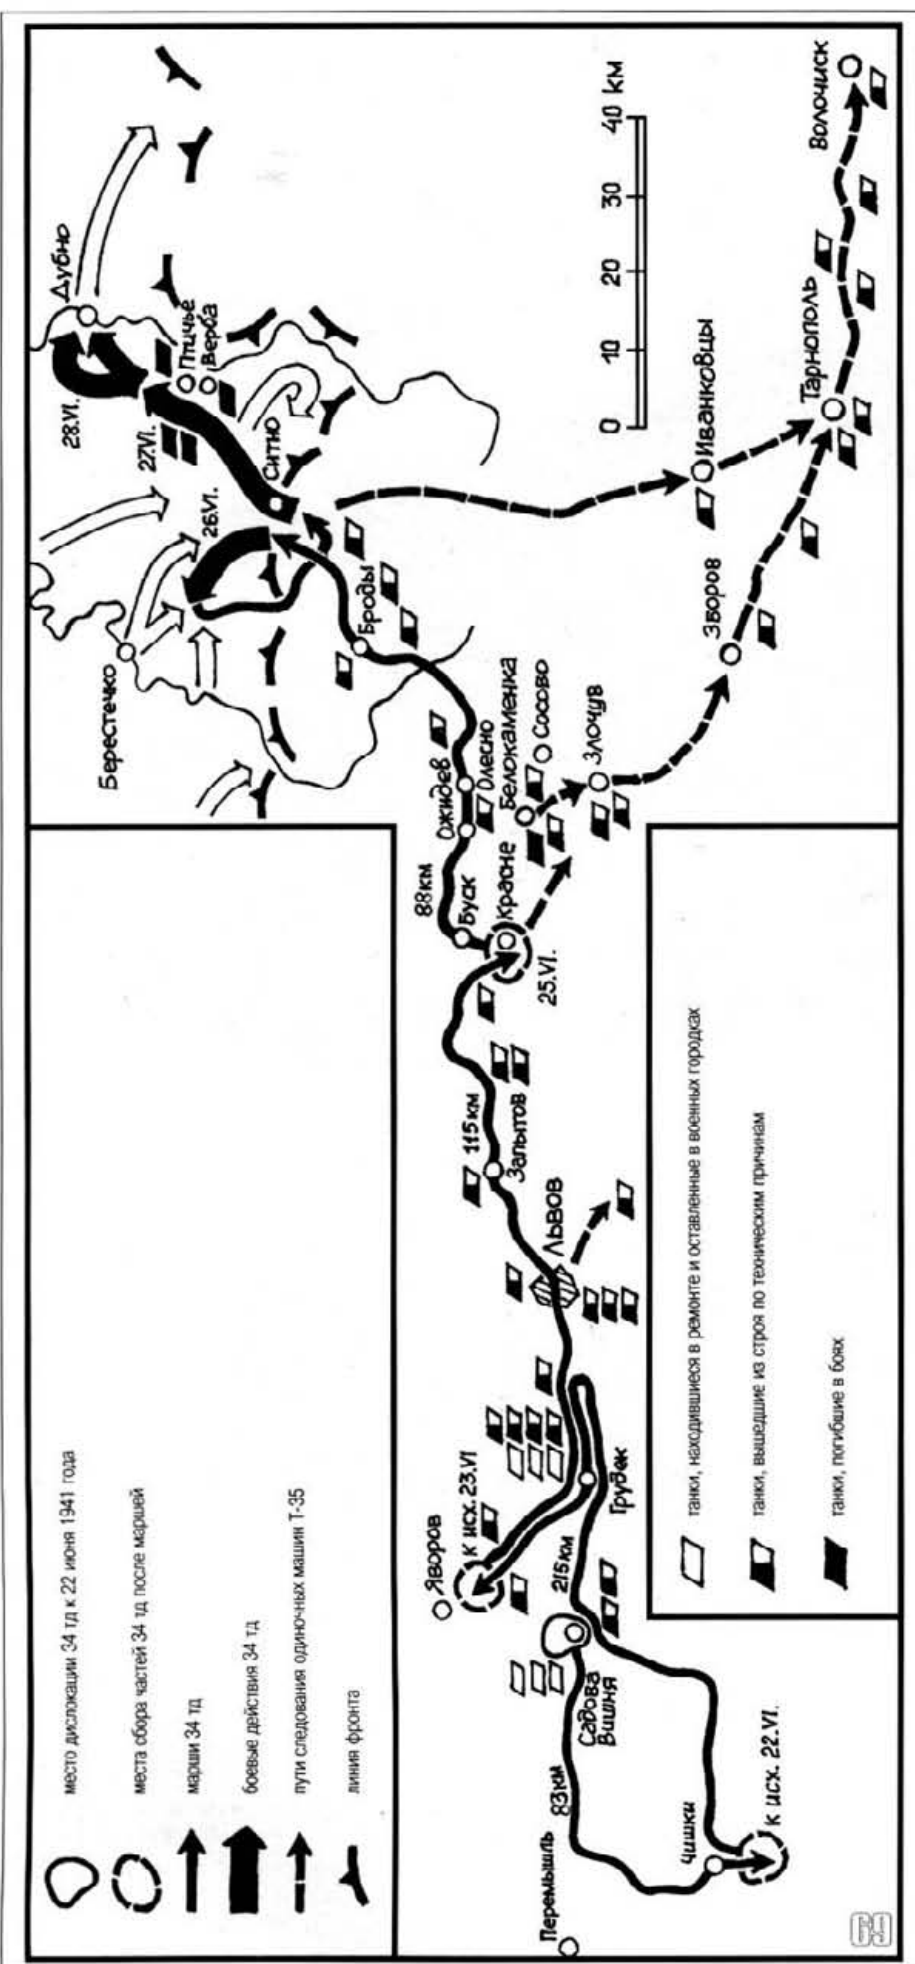 место дислокации 34 тд к 22 июня 1941 года
места сбора частей 34 тд после маршей
марши 34 тд
боевые действия 34 тд
пути следования одиночных машин Т-35
линия фронта
Перемышль
83км
Чишки
к исх. 22.VI.
Садова
Вишня
215км
Яворов
к исх. 23.VI
Грудек
Львов
Запытов
115км
25.VI.
Красне
Буск
88км
Ожидев
Олесно
Белокаменка
Сосово
Злочув
Зборов
Броды
Берестечко
26.VI.
Ситно
27.VI.
28.VI.
Птичье
Верба
Дубно
Иванковцы
Тарнополь
Волочиск
0 10 20 30 40 км
танки, находившиеся в ремонте и оставленные в военных городках
танки, вышедшие из строя по техническим причинам
танки, погибшие в боях
69